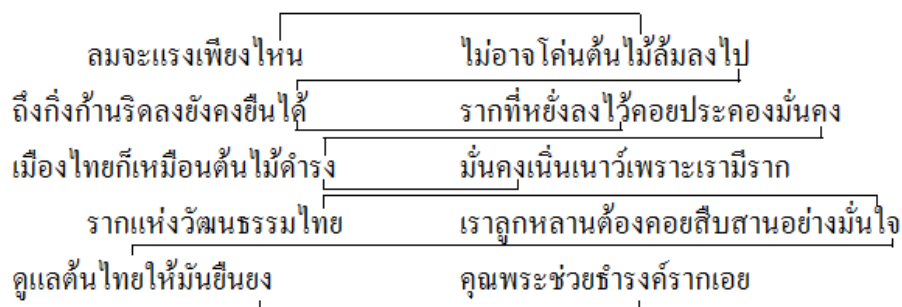 ลมจะแรงเพียงไหน ไม่อาจโค่นต้นไม้ล้มลงไป
ถึงกิ่งก้านริดลงยังคงยืนได้ รากที่หยั่งลงไว้คอยประคองมั่นคง
เมืองไทยก็เหมือนต้นไม้ดำรง มั่นคงเนิ่นเนาว์เพราะเรามีราก
รากแห่งวัฒนธรรมไทย เราลูกหลานต้องคอยสืบสานอย่างมั่นใจ
ดูแลต้นไทยให้มันยืนยง คุณพระช่วยธำรงค์รากเอย